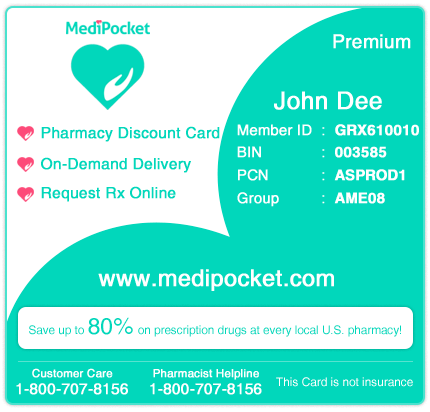 MediPocket
Premium
John Dee
Member ID : GRX610010
BIN : 003585
PCN : ASPROD1
Group : AME08
Pharmacy Discount Card
On-Demand Delivery
Request Rx Online
www.medipocket.com
Save up to 80% on prescription drugs at every local U.S. pharmacy!
Customer Care
1-800-707-8156
Pharmacist Helpline
1-800-707-8156
This Card is not insurance